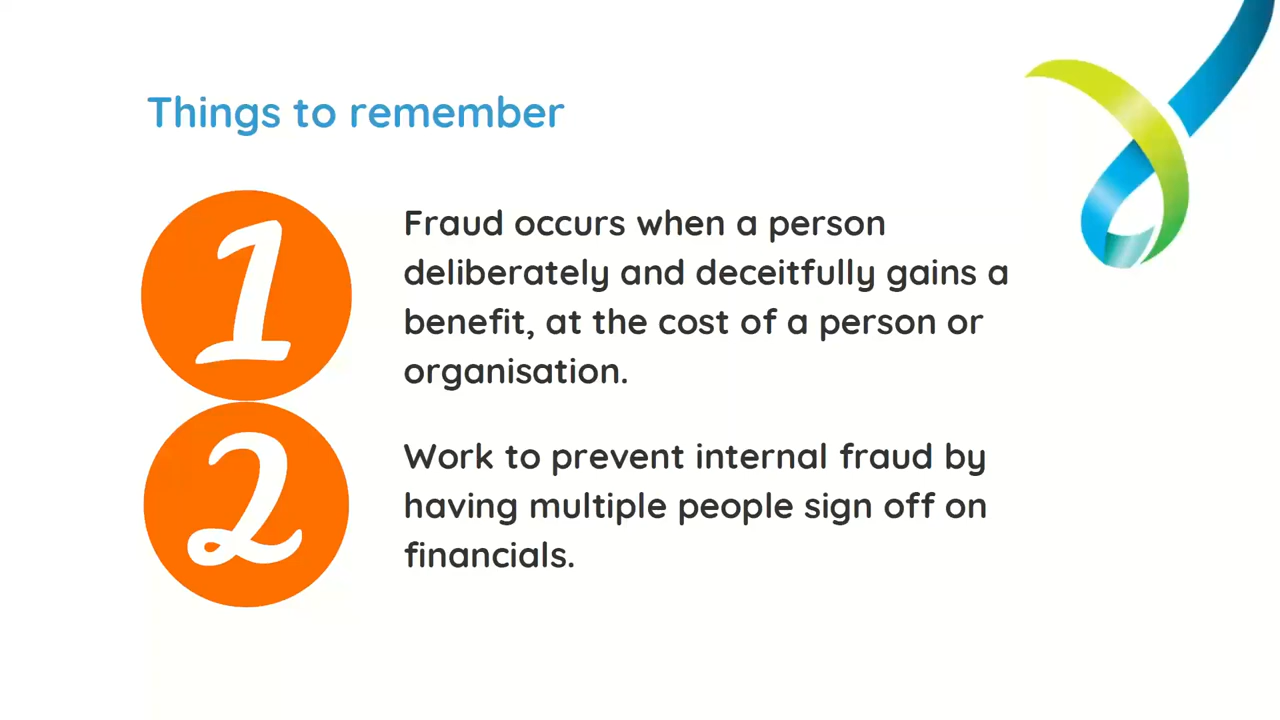 Things to remember
1
Fraud occurs when a person
deliberately and deceitfully gains a
benefit, at the cost of a person or
organisation.
2
Work to prevent internal fraud by
having multiple people sign off on
financials.